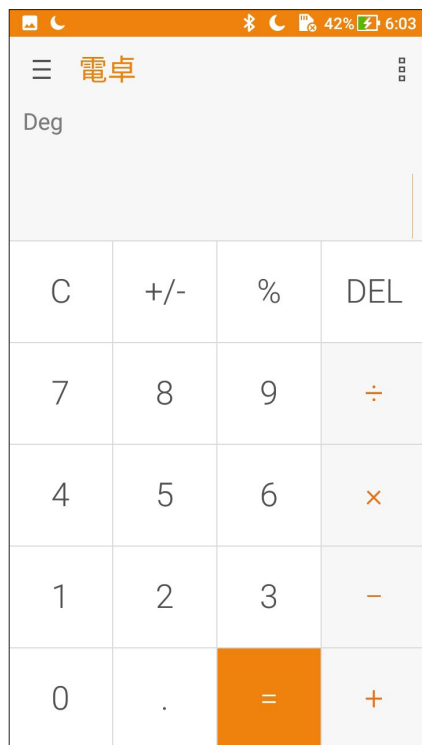 42% 6:03
電卓
Deg
C +/- % DEL
7 8 9 ÷
4 5 6 ×
1 2 3 −
0 . = +